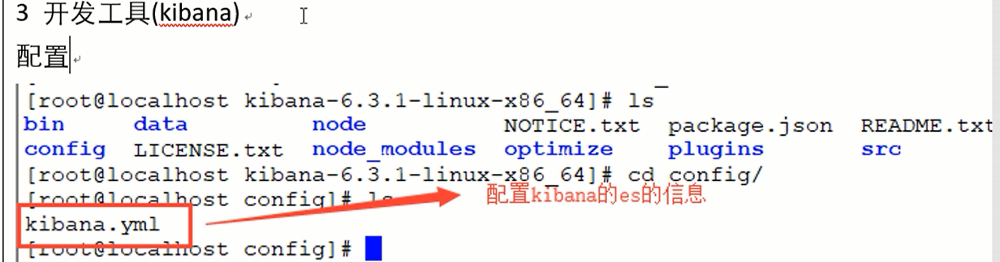 3 开发工具(kibana)
配置
[root@localhost kibana-6.3.1-linux-x86_64]# ls
bin data node NOTICE.txt package.json README.txt
config LICENSE.txt node_modules optimize plugins src
[root@localhost kibana-6.3.1-linux-x86_64]# cd config/
[root@localhost config]# ls
配置kibana的es的信息
kibana.yml
[root@localhost config]#